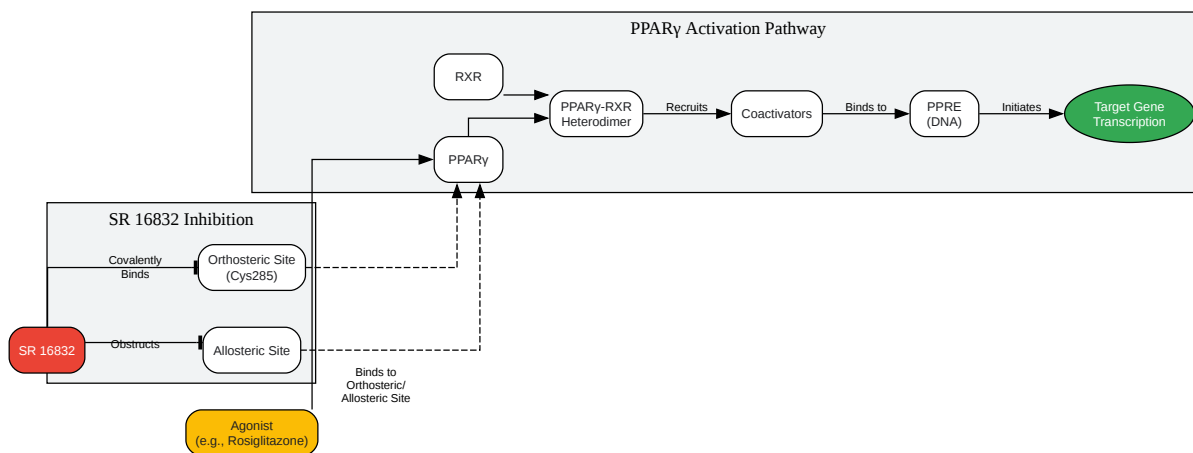 PPARγ Activation Pathway
RXR
PPARγ-RXR
Heterodimer
Recruits
Coactivators
Binds to
PPRE
(DNA)
Initiates
Target Gene
Transcription
PPARγ
SR 16832 Inhibition
Covalently
Binds
Orthosteric Site
(Cys285)
SR 16832
Obstructs
Allosteric Site
Binds to
Orthosteric/
Allosteric Site
Agonist
(e.g., Rosiglitazone)